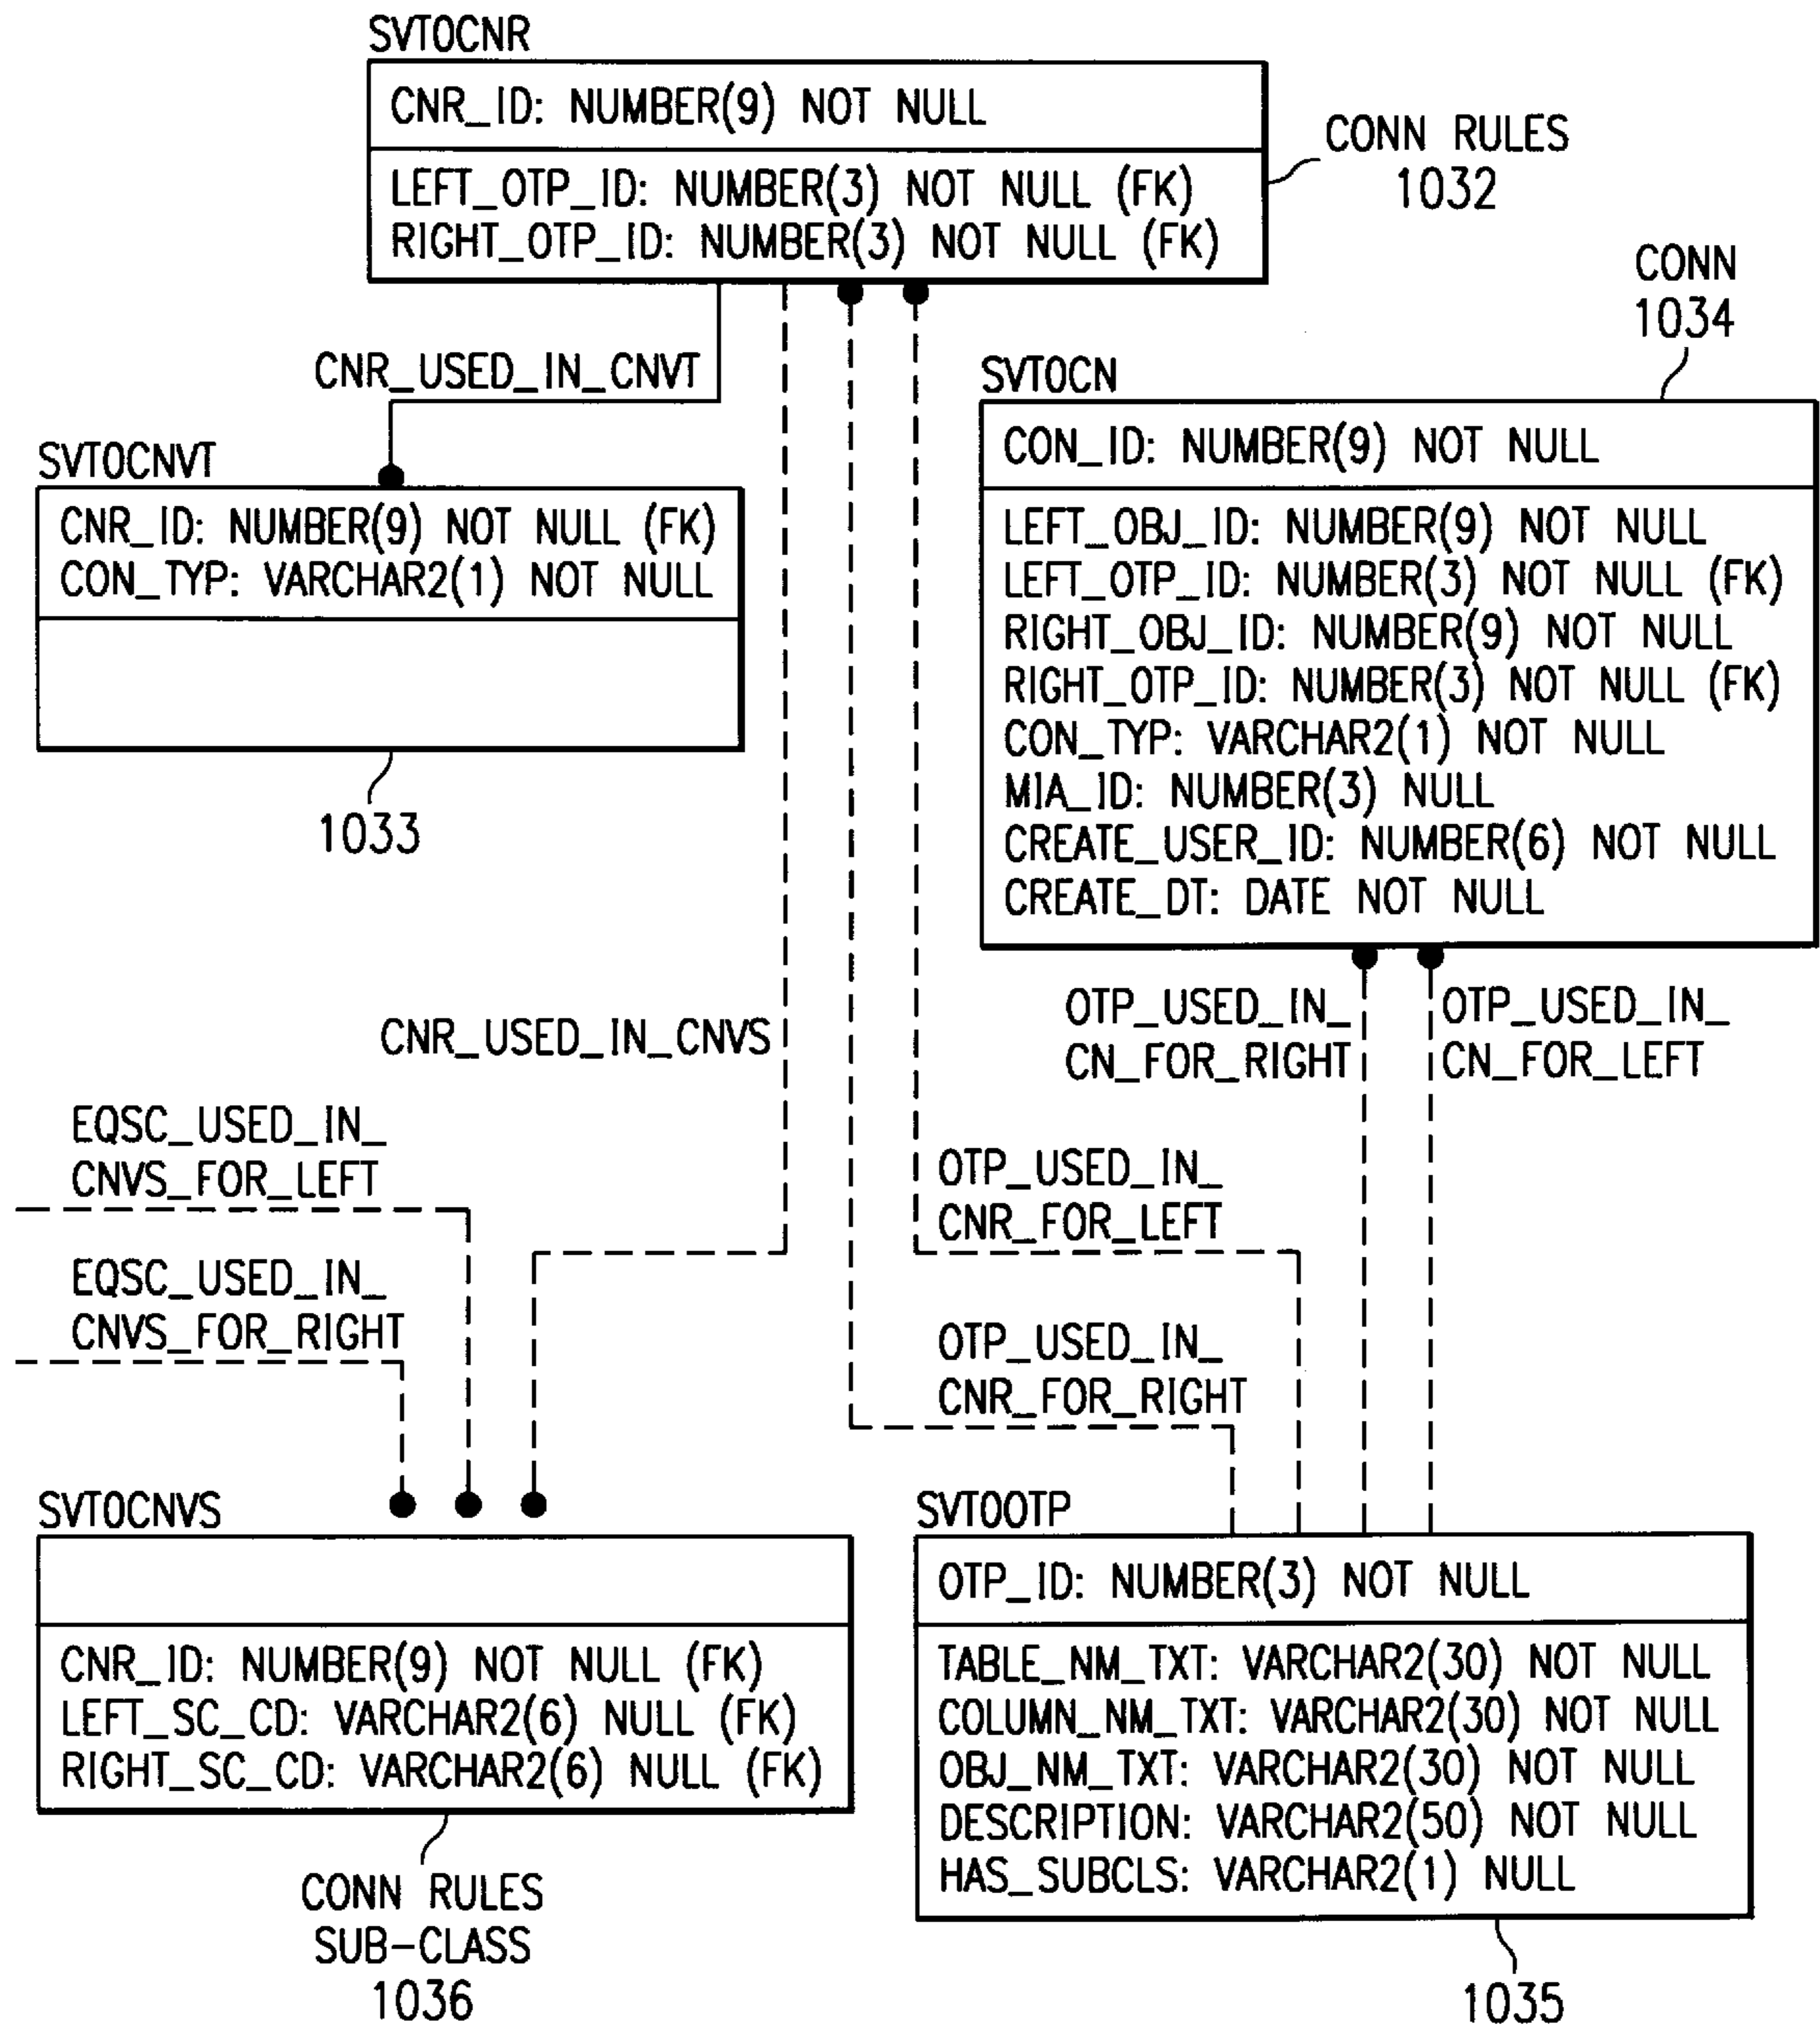 SVT0CNR
CNR_ID: NUMBER(9) NOT NULL
LEFT_OTP_ID: NUMBER(3) NOT NULL (FK)
RIGHT_OTP_ID: NUMBER(3) NOT NULL (FK)
CONN RULES
1032
CONN
1034
CNR_USED_IN_CNVT
SVT0CN
CON_ID: NUMBER(9) NOT NULL
LEFT_OBJ_ID: NUMBER(9) NOT NULL
LEFT_OTP_ID: NUMBER(3) NOT NULL (FK)
RIGHT_OBJ_ID: NUMBER(9) NOT NULL
RIGHT_OTP_ID: NUMBER(3) NOT NULL (FK)
CON_TYP: VARCHAR2(1) NOT NULL
MIA_ID: NUMBER(3) NULL
CREATE_USER_ID: NUMBER(6) NOT NULL
CREATE_DT: DATE NOT NULL
SVT0CNVT
CNR_ID: NUMBER(9) NOT NULL (FK)
CON_TYP: VARCHAR2(1) NOT NULL
1033
CNR_USED_IN_CNVS
OTP_USED_IN_
CN_FOR_RIGHT
OTP_USED_IN_
CN_FOR_LEFT
EQSC_USED_IN_
CNVS_FOR_LEFT
OTP_USED_IN_
CNR_FOR_LEFT
EQSC_USED_IN_
CNVS_FOR_RIGHT
OTP_USED_IN_
CNR_FOR_RIGHT
SVT0CNVS
CNR_ID: NUMBER(9) NOT NULL (FK)
LEFT_SC_CD: VARCHAR2(6) NULL (FK)
RIGHT_SC_CD: VARCHAR2(6) NULL (FK)
CONN RULES
SUB-CLASS
1036
SVT0OTP
OTP_ID: NUMBER(3) NOT NULL
TABLE_NM_TXT: VARCHAR2(30) NOT NULL
COLUMN_NM_TXT: VARCHAR2(30) NOT NULL
OBJ_NM_TXT: VARCHAR2(30) NOT NULL
DESCRIPTION: VARCHAR2(50) NOT NULL
HAS_SUBCLS: VARCHAR2(1) NULL
1035